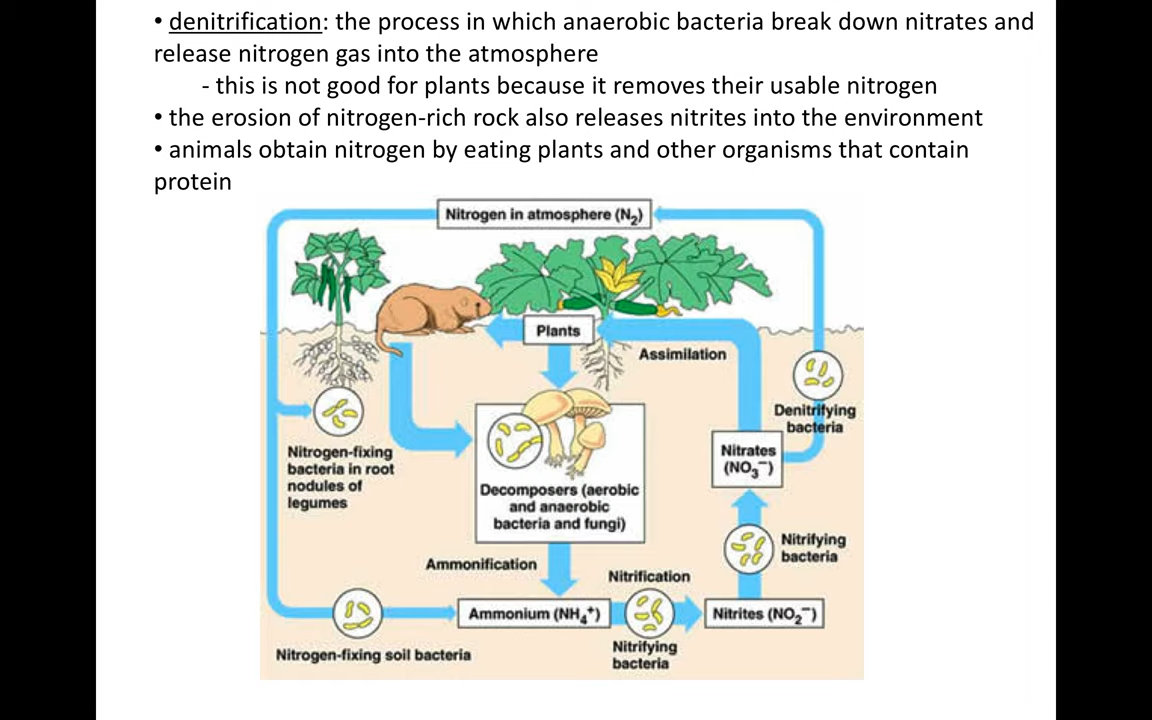 • denitrification: the process in which anaerobic bacteria break down nitrates and
release nitrogen gas into the atmosphere
- this is not good for plants because it removes their usable nitrogen
• the erosion of nitrogen-rich rock also releases nitrites into the environment
• animals obtain nitrogen by eating plants and other organisms that contain
protein
Nitrogen in atmosphere (N₂)
Plants
Assimilation
Denitrifying
bacteria
Nitrogen-fixing
bacteria in root
nodules of
legumes
Nitrates
(NO₃⁻)
Decomposers (aerobic
and anaerobic
bacteria and fungi)
Nitrifying
bacteria
Ammonification
Nitrification
Ammonium (NH₄⁺)
Nitrites (NO₂⁻)
Nitrifying
bacteria
Nitrogen-fixing soil bacteria